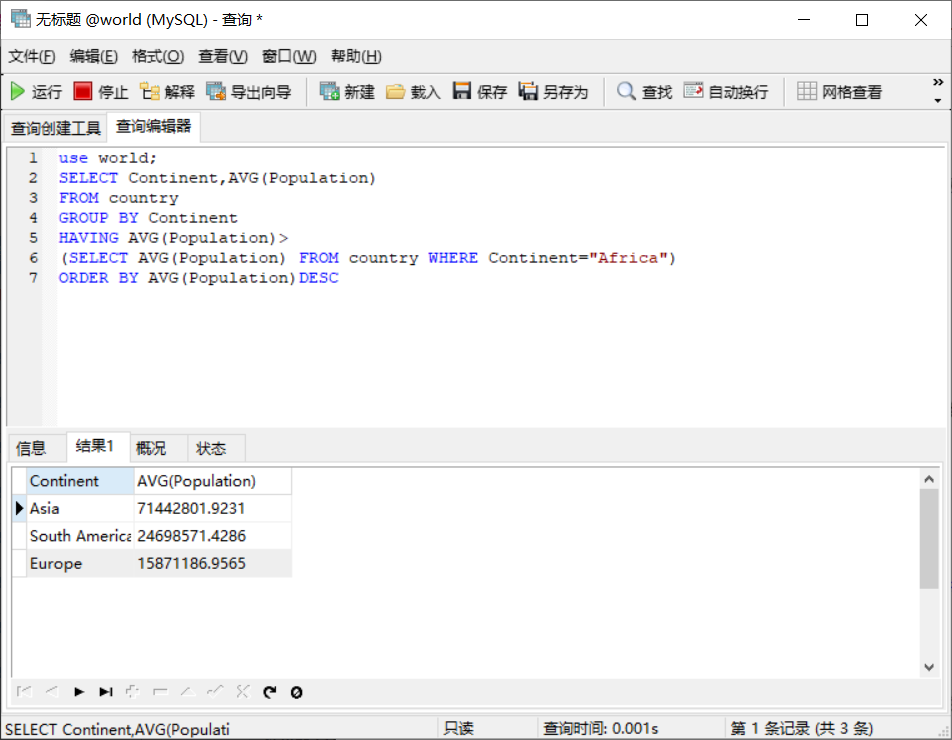 无标题 @world (MySQL) - 查询 *
文件(F) 编辑(E) 格式(O) 查看(V) 窗口(W) 帮助(H)
运行 停止 解释 导出向导 新建 载入 保存 另存为 查找 自动换行 网格查看 »
查询创建工具 查询编辑器
1 use world;
2 SELECT Continent,AVG(Population)
3 FROM country
4 GROUP BY Continent
5 HAVING AVG(Population)>
6 (SELECT AVG(Population) FROM country WHERE Continent="Africa")
7 ORDER BY AVG(Population)DESC
信息 结果1 概况 状态
Continent AVG(Population)
Asia 71442801.9231
South America 24698571.4286
Europe 15871186.9565
SELECT Continent,AVG(Populati 只读 查询时间: 0.001s 第 1 条记录 (共 3 条)